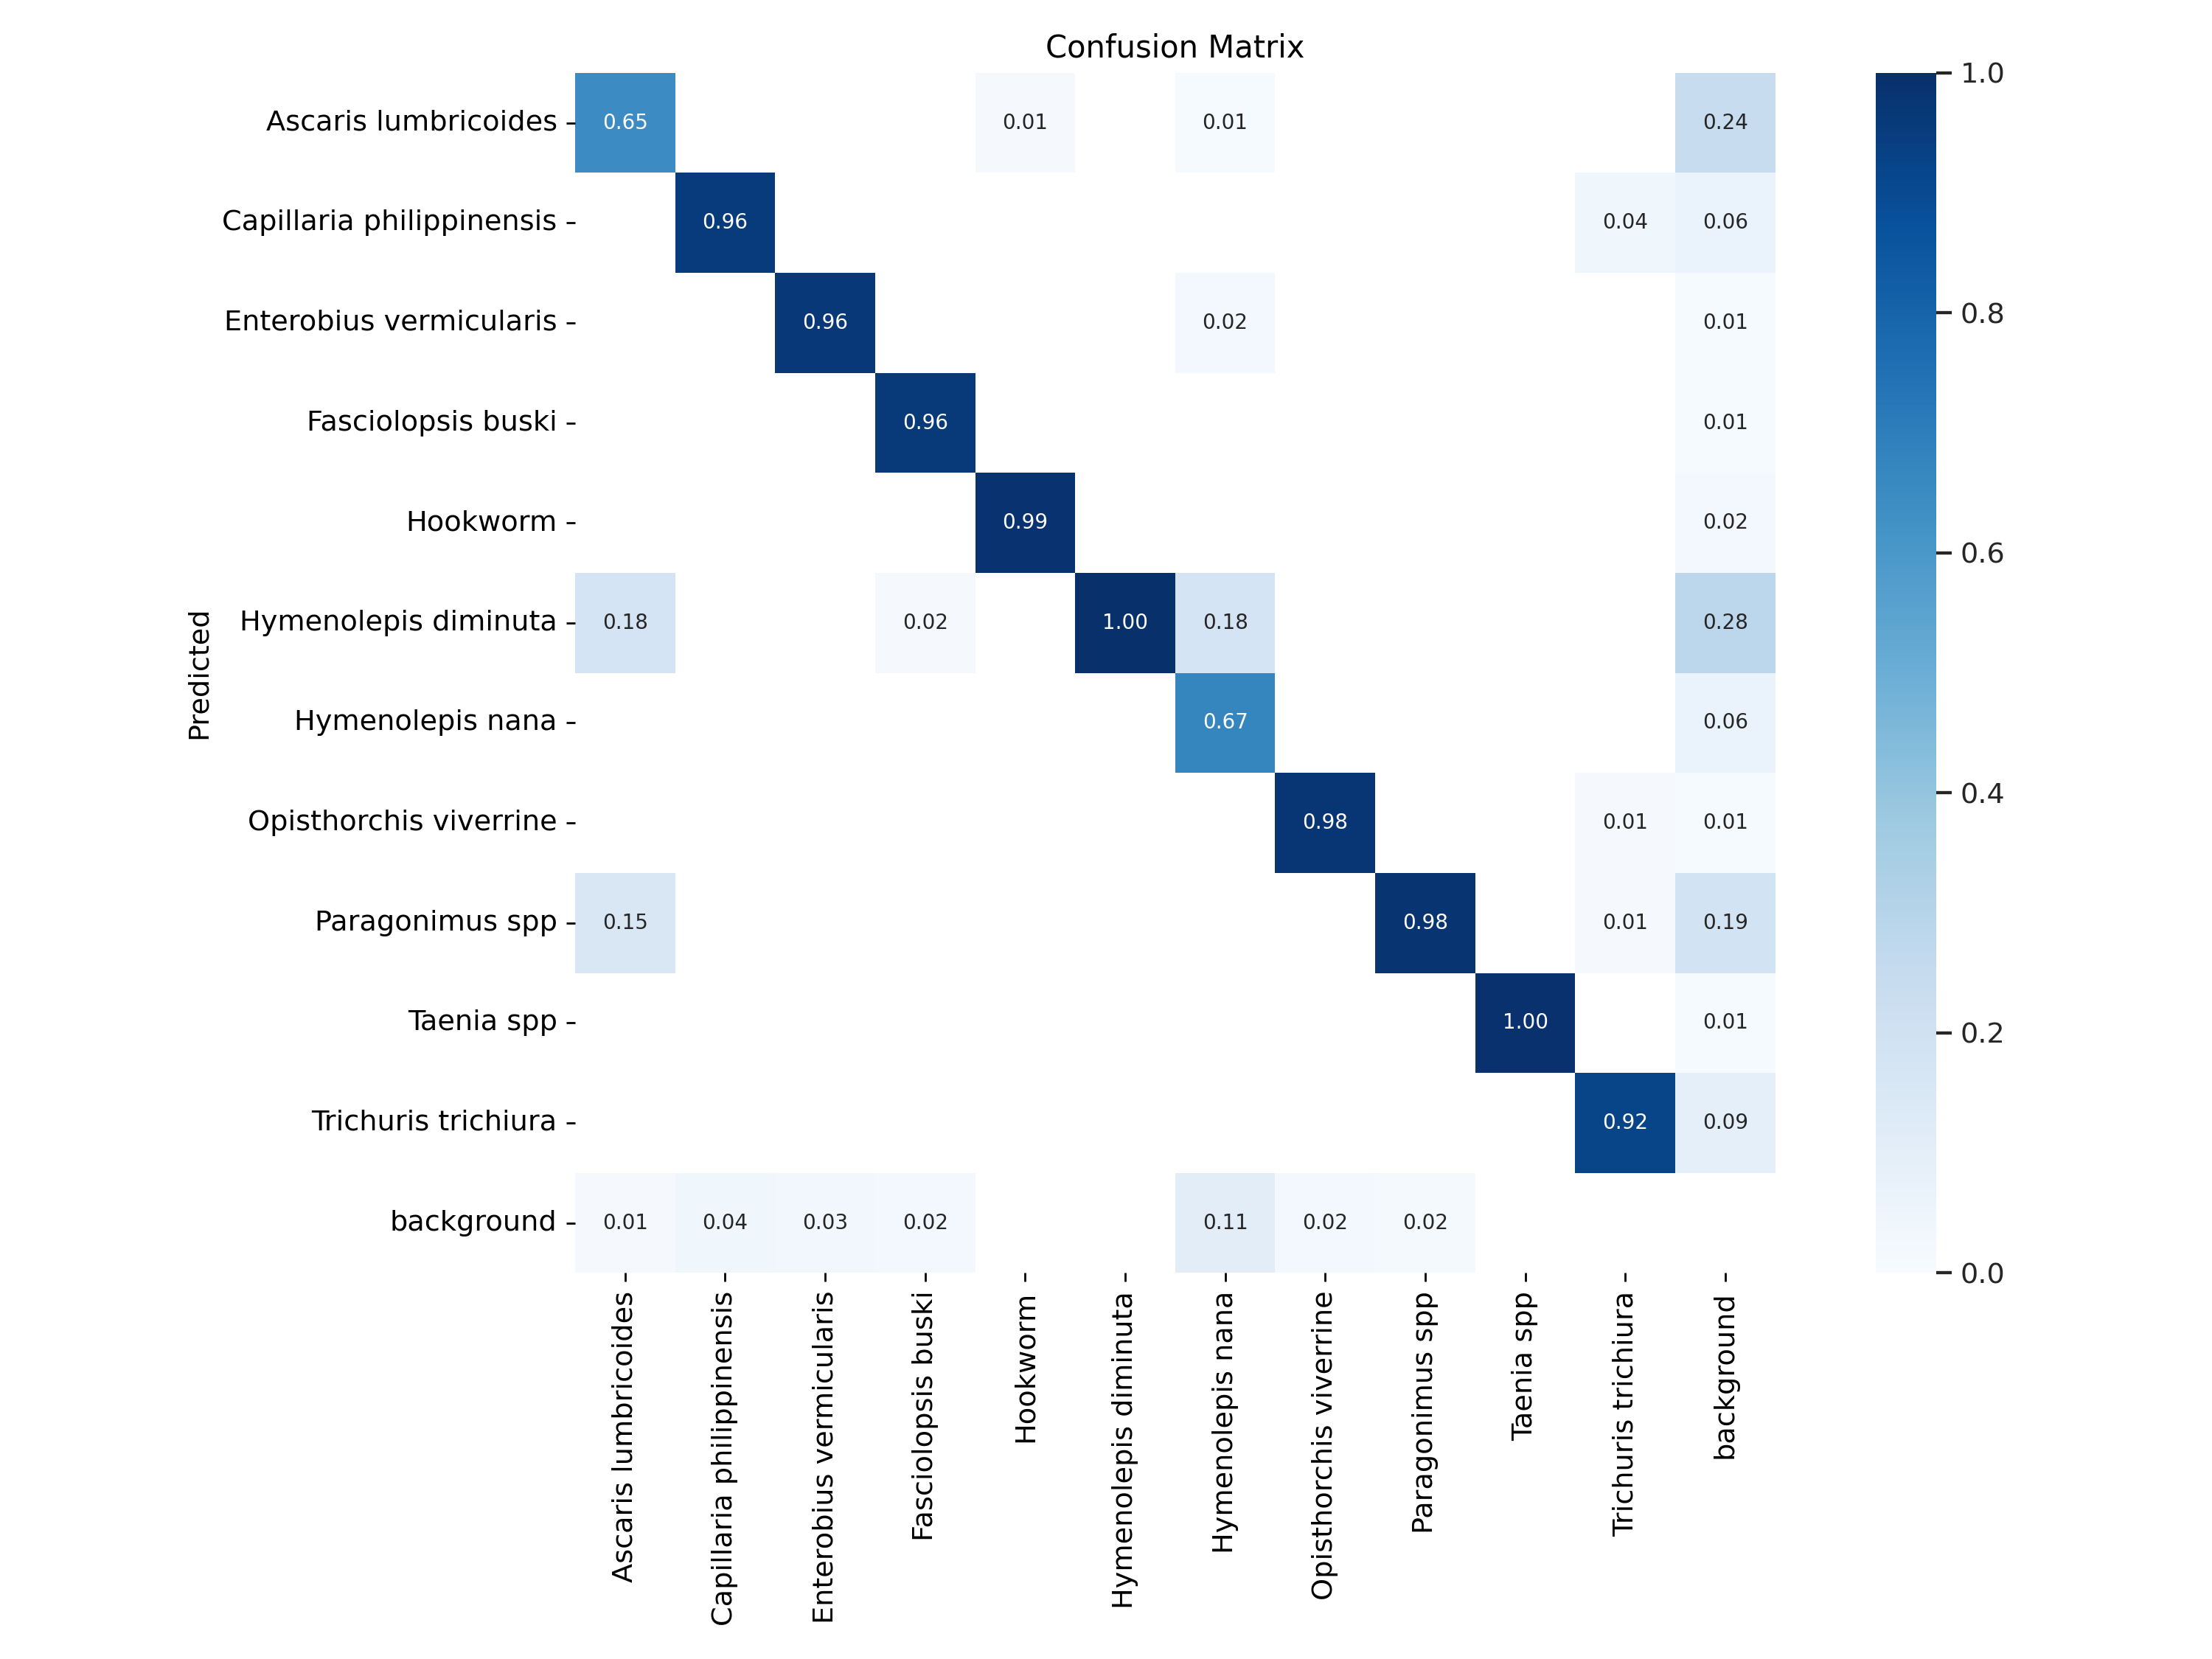 Confusion Matrix
Ascaris lumbricoides 0.65 0.01 0.01 0.24
Capillaria philippinensis 0.96 0.04 0.06
Enterobius vermicularis 0.96 0.02 0.01
Fasciolopsis buski 0.96 0.01
Hookworm 0.99 0.02
Hymenolepis diminuta 0.18 0.02 1.00 0.18 0.28
Hymenolepis nana 0.67 0.06
Opisthorchis viverrine 0.98 0.01 0.01
Paragonimus spp 0.15 0.98 0.01 0.19
Taenia spp 1.00 0.01
Trichuris trichiura 0.92 0.09
background 0.01 0.04 0.03 0.02 0.11 0.02 0.02
Predicted
Ascaris lumbricoides
Capillaria philippinensis
Enterobius vermicularis
Fasciolopsis buski
Hookworm
Hymenolepis diminuta
Hymenolepis nana
Opisthorchis viverrine
Paragonimus spp
Taenia spp
Trichuris trichiura
background
1.0
0.8
0.6
0.4
0.2
0.0